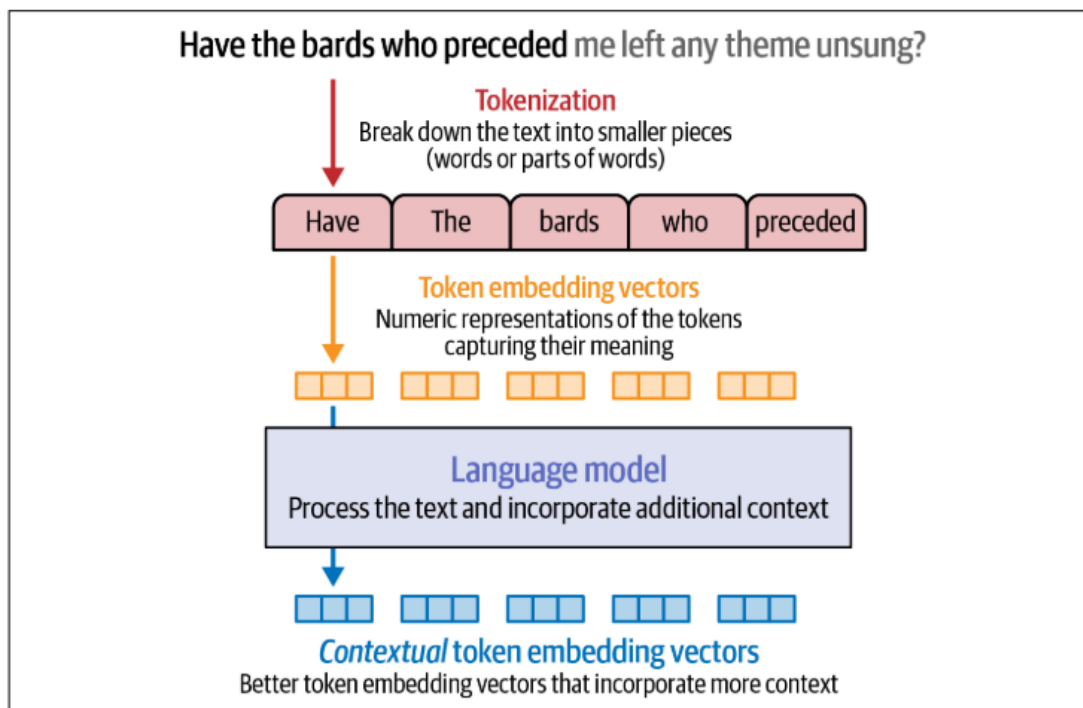 Have the bards who preceded me left any theme unsung?
Tokenization
Break down the text into smaller pieces
(words or parts of words)
Have The bards who preceded
Token embedding vectors
Numeric representations of the tokens
capturing their meaning
Language model
Process the text and incorporate additional context
Contextual token embedding vectors
Better token embedding vectors that incorporate more context